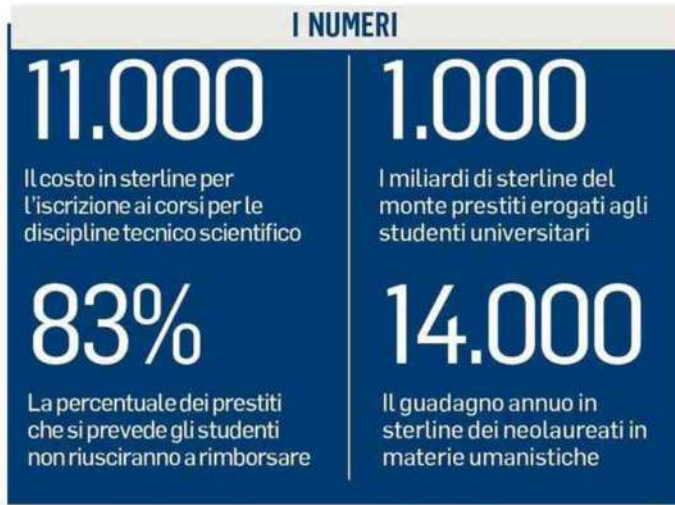 I NUMERI
11.000
Il costo in sterline per
l'iscrizione ai corsi per le
discipline tecnico scientifico
1.000
I miliardi di sterline del
monte prestiti erogati agli
studenti universitari
83%
La percentuale dei prestiti
che si prevede gli studenti
non riusciranno a rimborsare
14.000
Il guadagno annuo in
sterline dei neolaureati in
materie umanistiche